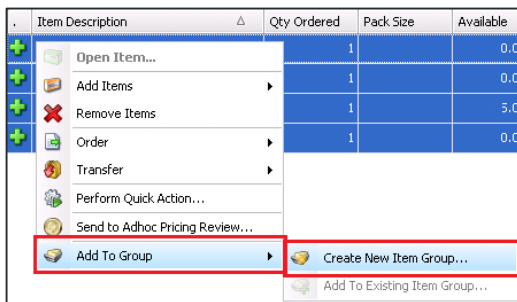 . Item Description Qty Ordered Pack Size Available
Open Item... 1 0.0
Add Items 1 0.0
Remove Items 1 5.0
Order 1 0.0
Transfer
Perform Quick Action...
Send to Adhoc Pricing Review...
Add To Group Create New Item Group...
Add To Existing Item Group...